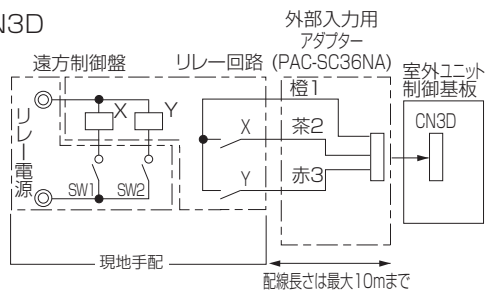 CN3D
外部入力用
アダプター
(PAC-SC36NA)
遠方制御盤
リレー回路
室外ユニット
制御基板
リレー電源
X
Y
SW1
SW2
X
Y
橙1
茶2
赤3
CN3D
現地手配
配線長さは最大10mまで